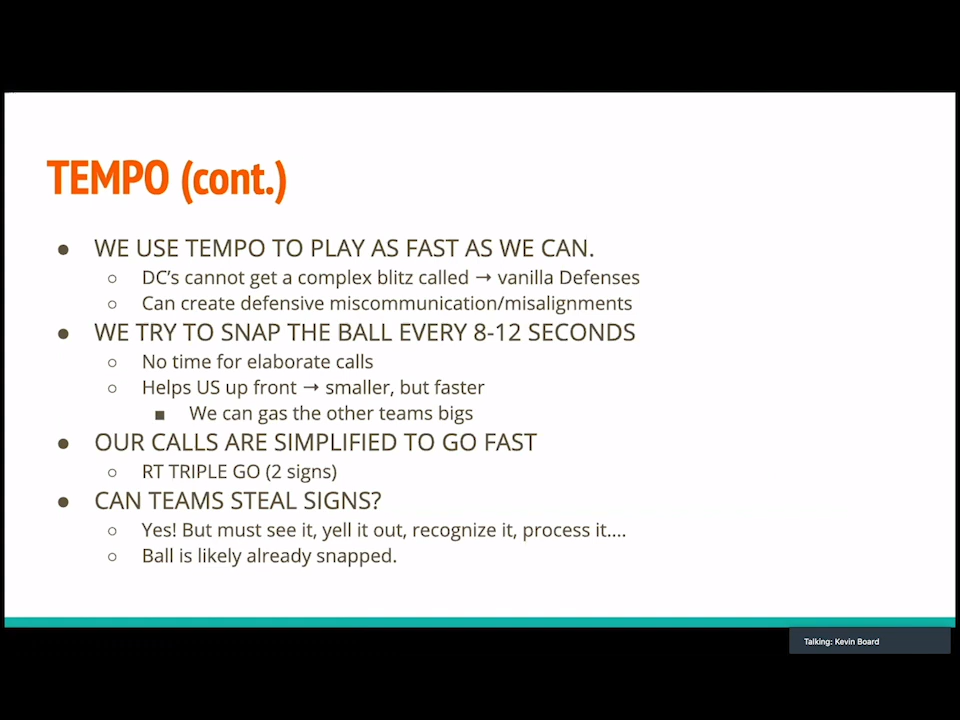 TEMPO (cont.)
● WE USE TEMPO TO PLAY AS FAST AS WE CAN.
○ DC's cannot get a complex blitz called → vanilla Defenses
○ Can create defensive miscommunication/misalignments
● WE TRY TO SNAP THE BALL EVERY 8-12 SECONDS
○ No time for elaborate calls
○ Helps US up front → smaller, but faster
■ We can gas the other teams bigs
● OUR CALLS ARE SIMPLIFIED TO GO FAST
○ RT TRIPLE GO (2 signs)
● CAN TEAMS STEAL SIGNS?
○ Yes! But must see it, yell it out, recognize it, process it....
○ Ball is likely already snapped.
Talking: Kevin Board